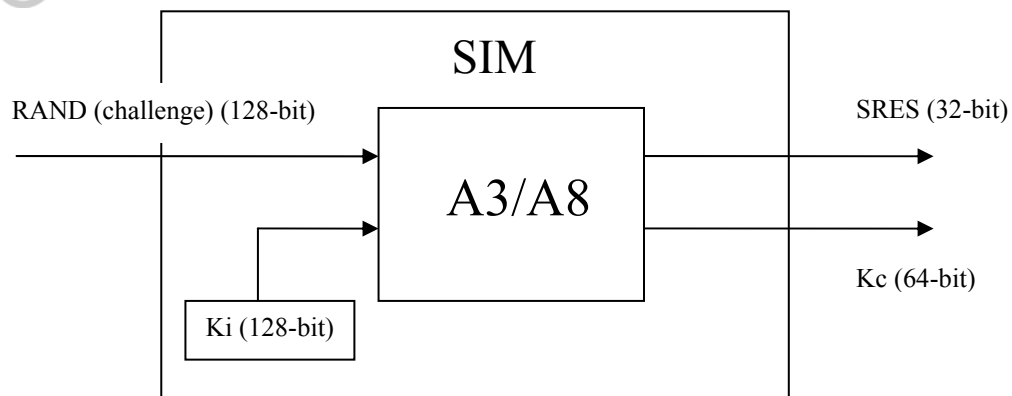 SIM
RAND (challenge) (128-bit)
SRES (32-bit)
A3/A8
Kc (64-bit)
Ki (128-bit)